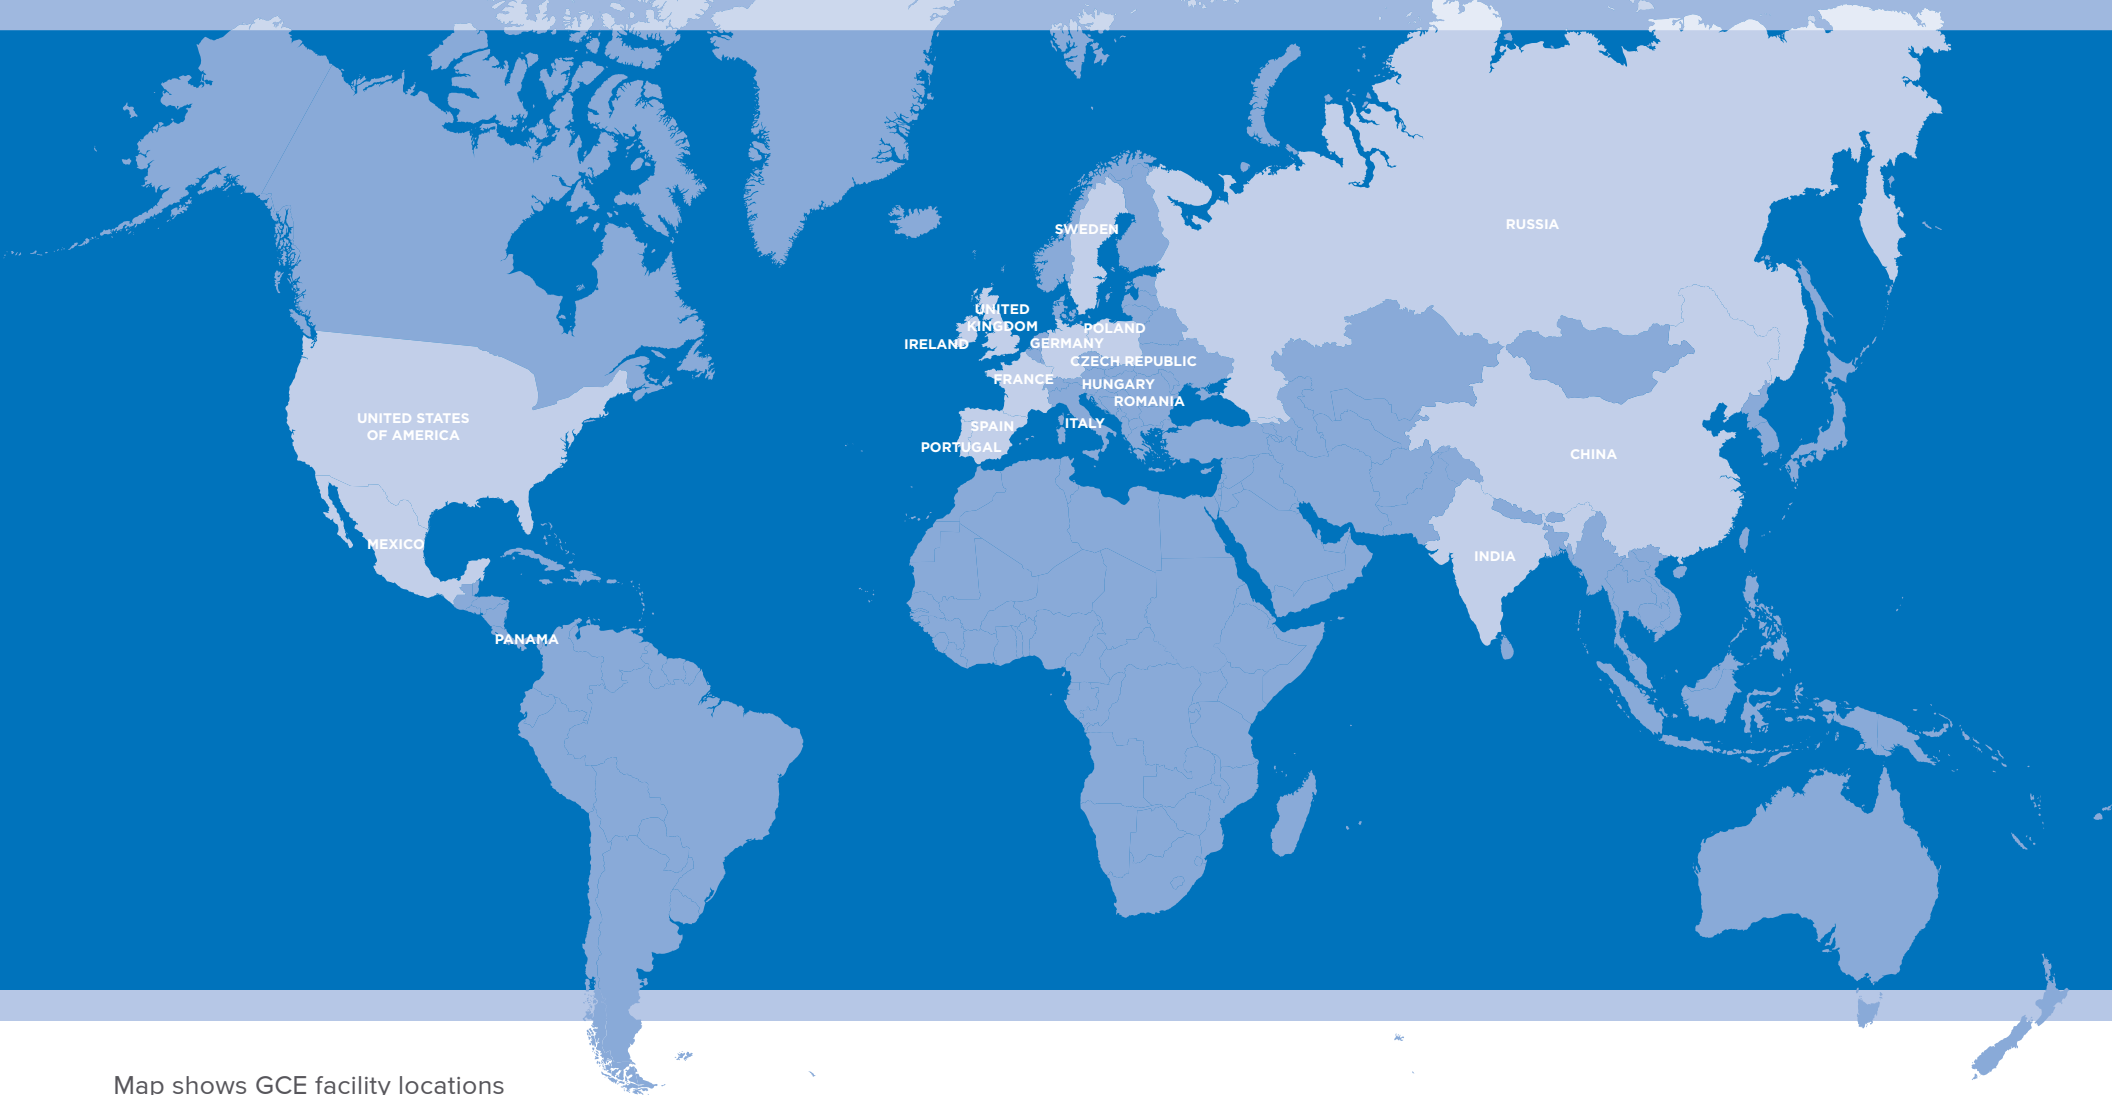 SWEDEN
RUSSIA
UNITED
KINGDOM
POLAND
IRELAND
GERMANY
CZECH REPUBLIC
FRANCE
HUNGARY
ROMANIA
UNITED STATES
OF AMERICA
SPAIN
ITALY
PORTUGAL
CHINA
MEXICO
INDIA
PANAMA
Map shows GCE facility locations